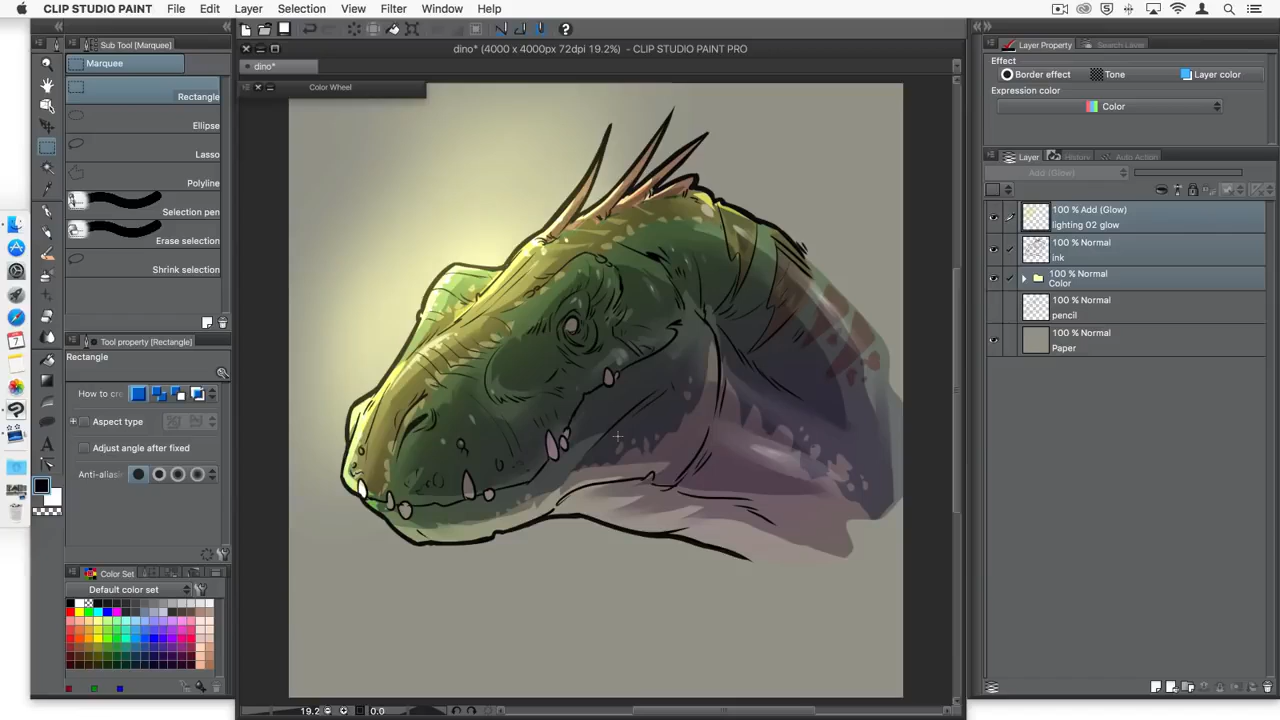 CLIP STUDIO PAINT File Edit Layer Selection View Filter Window Help
Sub Tool [Marquee]
Marquee
Rectangle
Ellipse
Lasso
Polyline
Selection pen
Erase selection
Shrink selection
Tool property [Rectangle]
Rectangle
How to cre
Aspect type
Adjust angle after fixed
Anti-aliasi
Color Set
Default color set
dino* (4000 x 4000px 72dpi 19.2%) - CLIP STUDIO PAINT PRO
dino*
Color Wheel
19.2
0.0
Layer Property
Search Layer
Effect
Border effect
Tone
Layer color
Expression color
Color
Layer
History
Auto Action
Add (Glow)
100 % Add (Glow)
lighting 02 glow
100 % Normal
ink
100 % Normal
Color
100 % Normal
pencil
100 % Normal
Paper